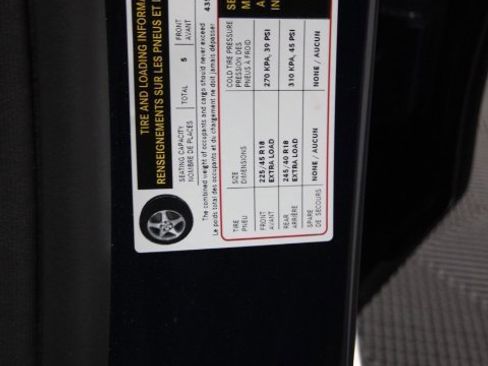 TIRE AND LOADING INFORMA
RENSEIGNEMENTS SUR LES PNEUS ET L
SEATING CAPACITY TOTAL 5 FRONT
NOMBRE DE PLACES AVANT
The combined weight of occupants and cargo should never exceed 43
Le poids total des occupants et du chargement ne doit jamais dépasser
TIRE SIZE COLD TIRE PRESSURE
PNEU DIMENSIONS PRESSION DES
PNEUS À FROID
FRONT 225/45 R18 270 KPA, 39 PSI
AVANT EXTRA LOAD
REAR 245/40 R18 310 KPA, 45 PSI
ARRIÈRE EXTRA LOAD
SPARE NONE / AUCUN NONE / AUCUN
DE SECOURS
SE
M
A
IN